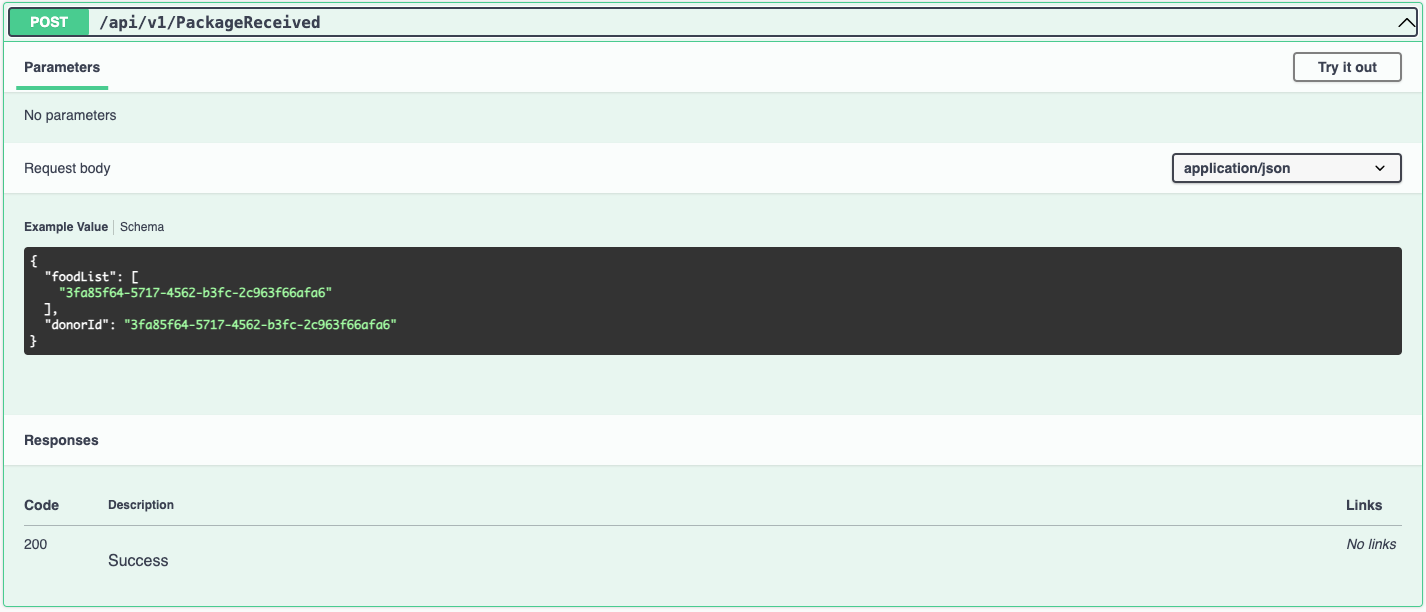 POST /api/v1/PackageReceived
Parameters
Try it out
No parameters
Request body
application/json
Example Value Schema
{
"foodList": [
"3fa85f64-5717-4562-b3fc-2c963f66afa6"
],
"donorId": "3fa85f64-5717-4562-b3fc-2c963f66afa6"
}
Responses
Code Description Links
200
Success
No links